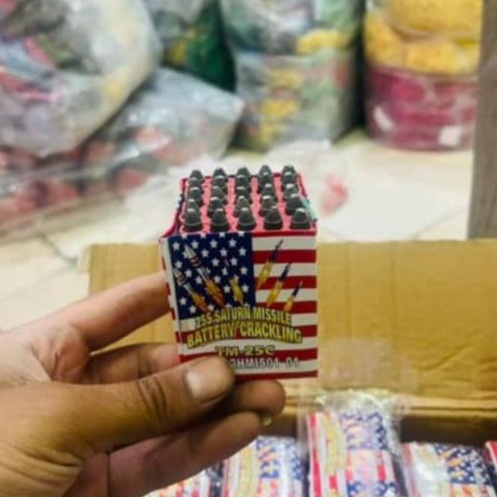 25S SATURN MISSILE
BATTERY/CRACKLING
TM-25C